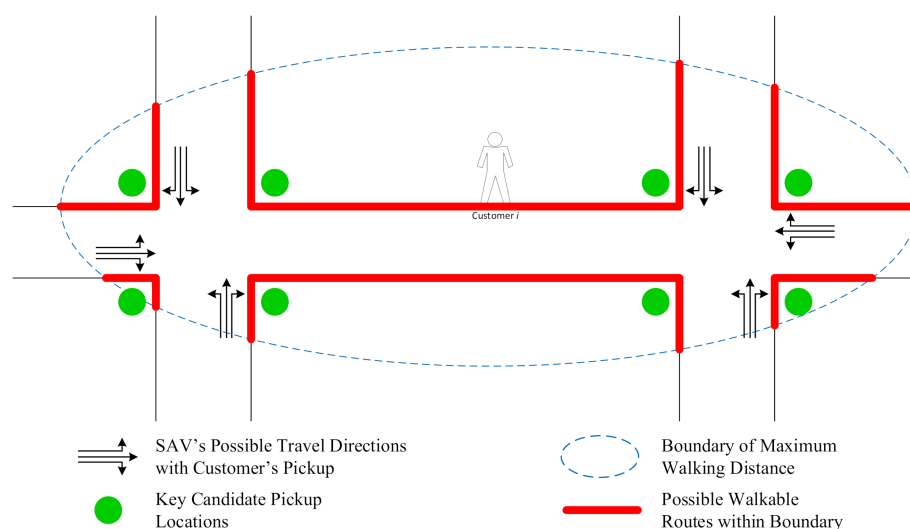 Customer i
SAV's Possible Travel Directions
with Customer's Pickup
Key Candidate Pickup
Locations
Boundary of Maximum
Walking Distance
Possible Walkable
Routes within Boundary